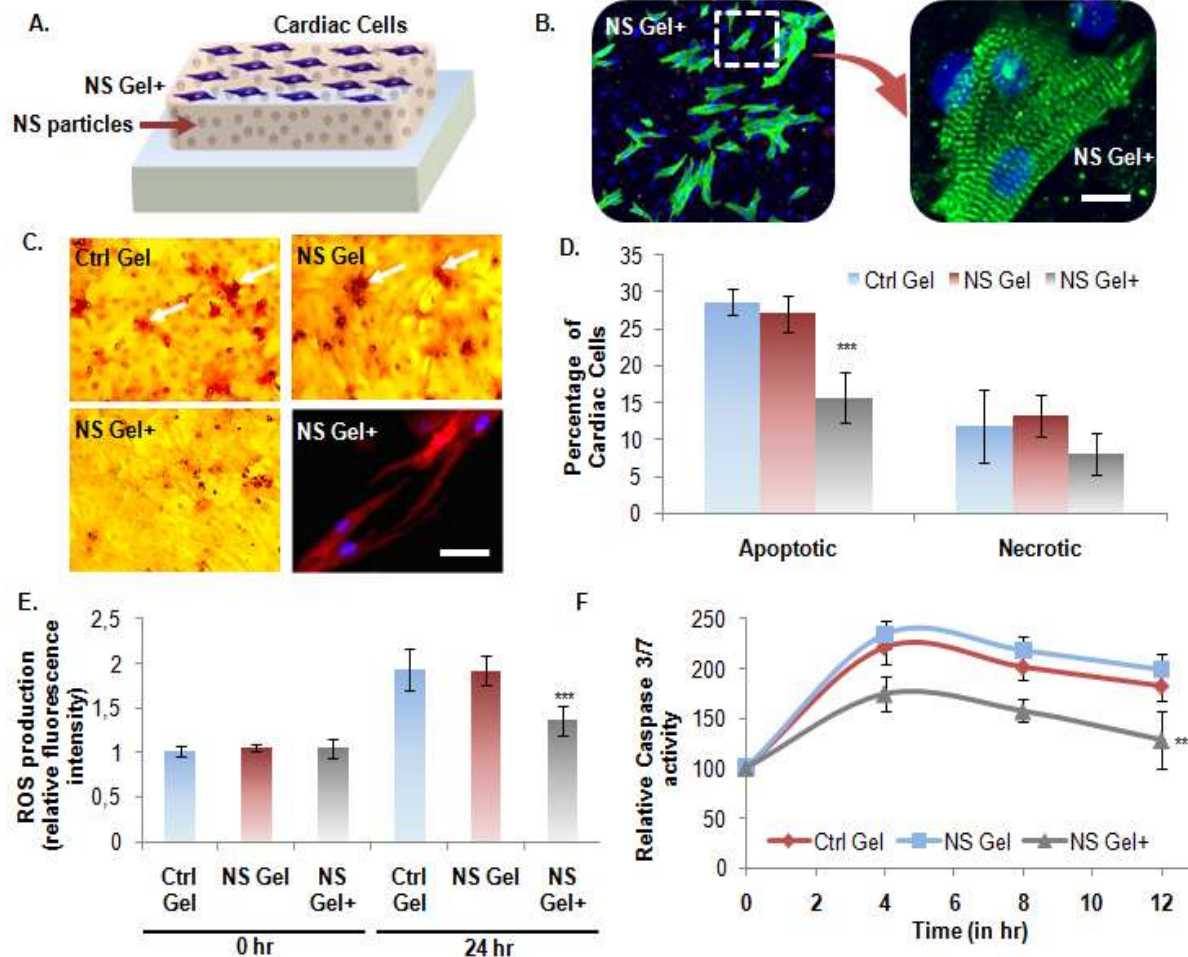 A.
Cardiac Cells
NS Gel+
NS particles
B.
NS Gel+
NS Gel+
C.
Ctrl Gel
NS Gel
NS Gel+
NS Gel+
D.
Percentage of
Cardiac Cells
35
30
25
20
15
10
5
0
Ctrl Gel
NS Gel
NS Gel+
***
Apoptotic
Necrotic
E.
ROS production
(relative fluorescence
intensity)
2,5
2
1,5
1
0,5
0
***
Ctrl
Gel
NS Gel
NS
Gel+
Ctrl
Gel
NS Gel
NS
Gel+
0 hr
24 hr
F
Relative Caspase 3/7
activity
250
200
150
100
50
0
**
Ctrl Gel
NS Gel
NS Gel+
0
2
4
6
8
10
12
Time (in hr)